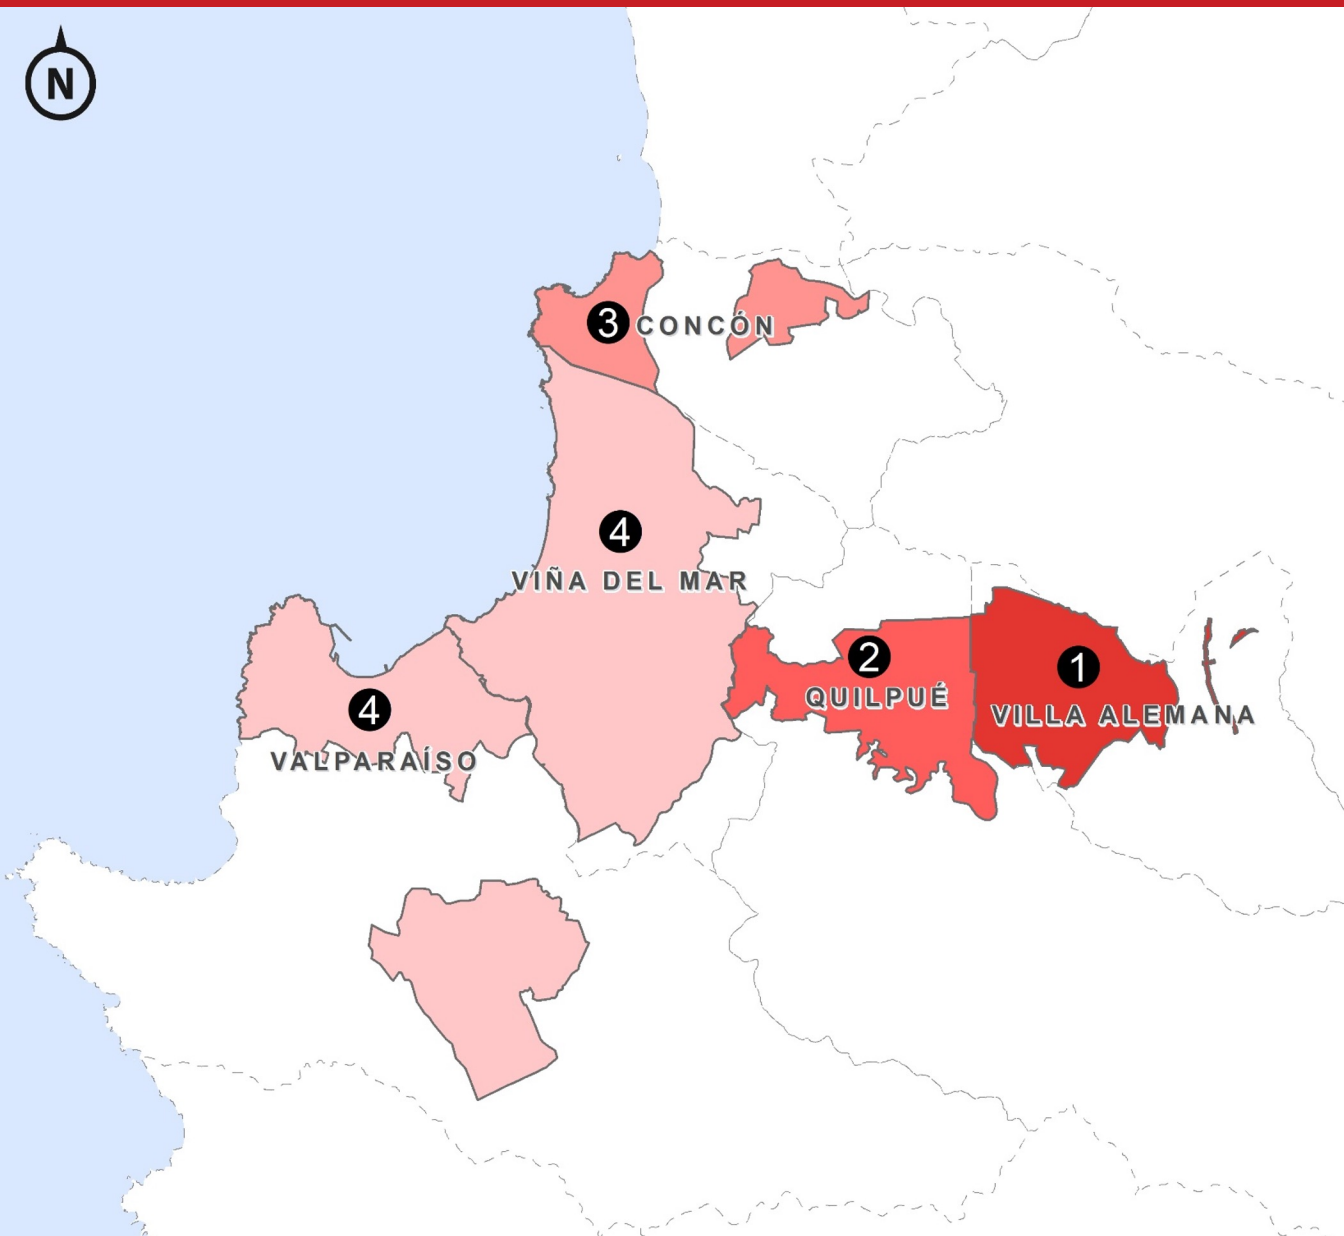 N
3 CONCÓN
4
VIÑA DEL MAR
2
QUILPUÉ
1
VILLA ALEMANA
4
VALPARAÍSO